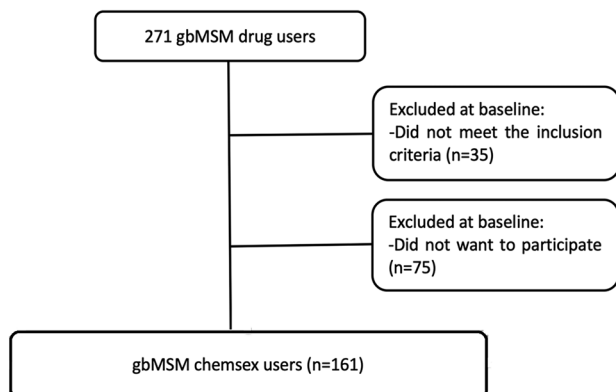 271 gbMSM drug users
Excluded at baseline:
-Did not meet the inclusion
criteria (n=35)
Excluded at baseline:
-Did not want to participate
(n=75)
gbMSM chemsex users (n=161)